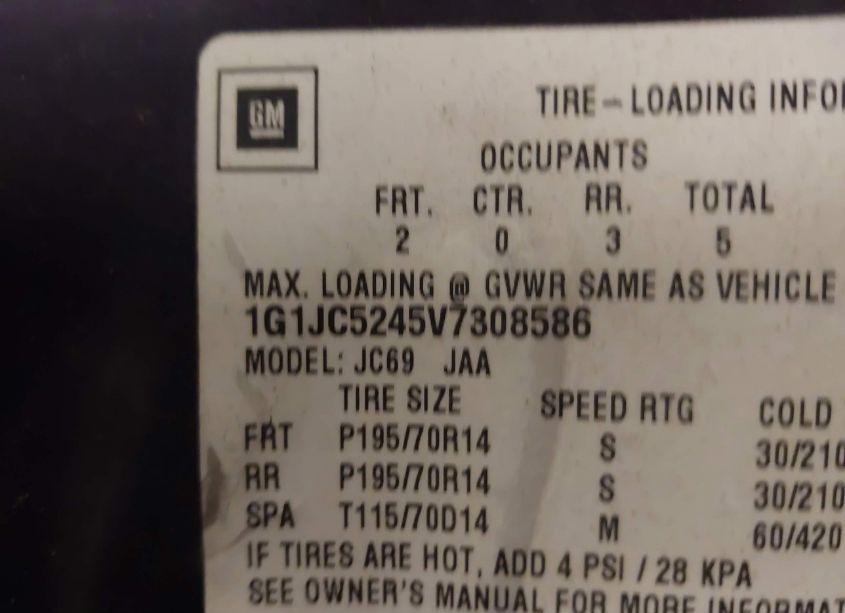 GM
TIRE-LOADING INFO
OCCUPANTS
FRT. CTR. RR. TOTAL
2 0 3 5
MAX. LOADING @ GVWR SAME AS VEHICLE
1G1JC5245V7308586
MODEL: JC69 JAA
TIRE SIZE SPEED RTG COLD
FRT P195/70R14 S 30/210
RR P195/70R14 S 30/210
SPA T115/70D14 M 60/420
IF TIRES ARE HOT, ADD 4 PSI / 28 KPA
SEE OWNER'S MANUAL FOR MORE INFORMAT